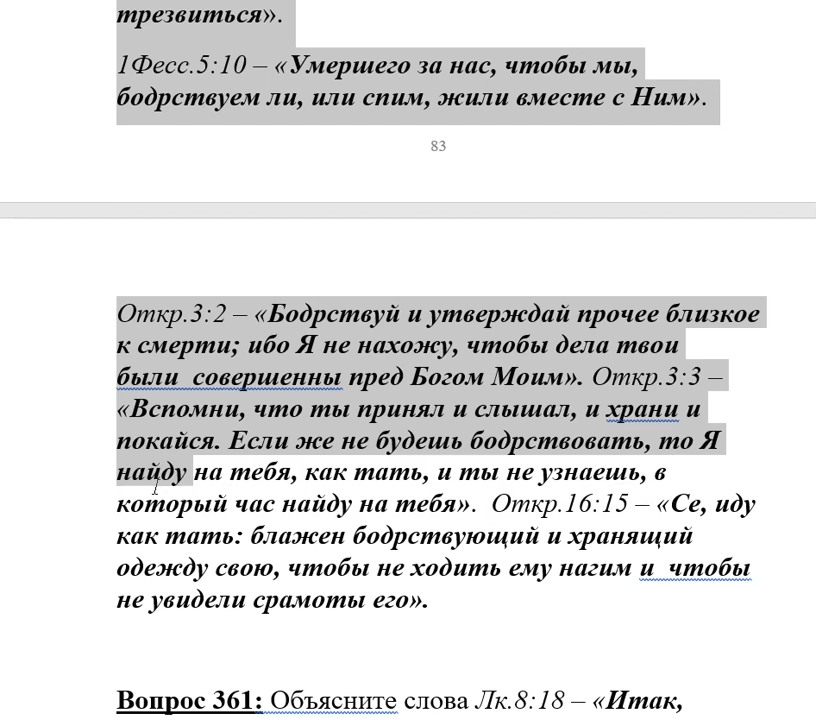 трезвиться».
1Фесс.5:10 – «Умершего за нас, чтобы мы,
бодрствуем ли, или спим, жили вместе с Ним».
83
Откр.3:2 – «Бодрствуй и утверждай прочее близкое
к смерти; ибо Я не нахожу, чтобы дела твои
были  совершенны пред Богом Моим». Откр.3:3 –
«Вспомни, что ты принял и слышал, и храни и
покайся. Если же не будешь бодрствовать, то Я
найду на тебя, как тать, и ты не узнаешь, в
который час найду на тебя».  Откр.16:15 – «Се, иду
как тать: блажен бодрствующий и хранящий
одежду свою, чтобы не ходить ему нагим и  чтобы
не увидели срамоты его».
Вопрос 361: Объясните слова Лк.8:18 – «Итак,